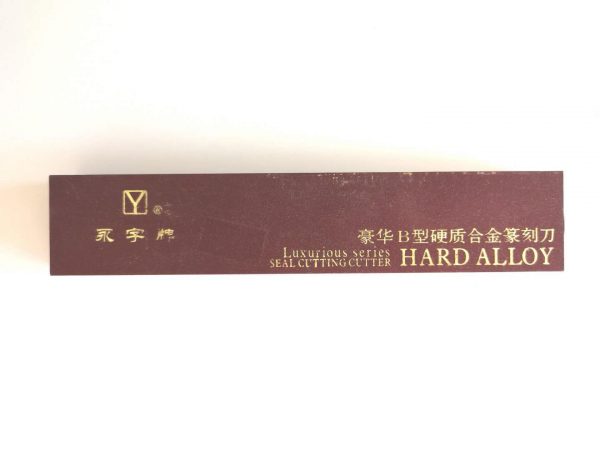 Y ®
永字牌
豪华B型硬质合金篆刻刀
Luxurious series
SEAL CUTTING CUTTER
HARD ALLOY